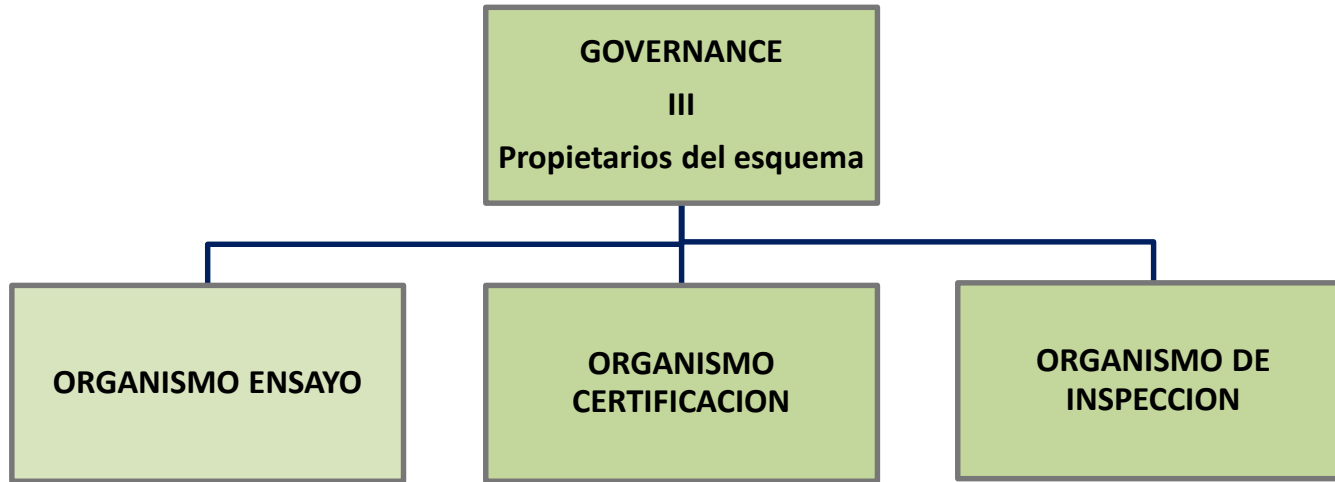 GOVERNANCE
III
Propietarios del esquema
ORGANISMO ENSAYO
ORGANISMO
CERTIFICACION
ORGANISMO DE
INSPECCION